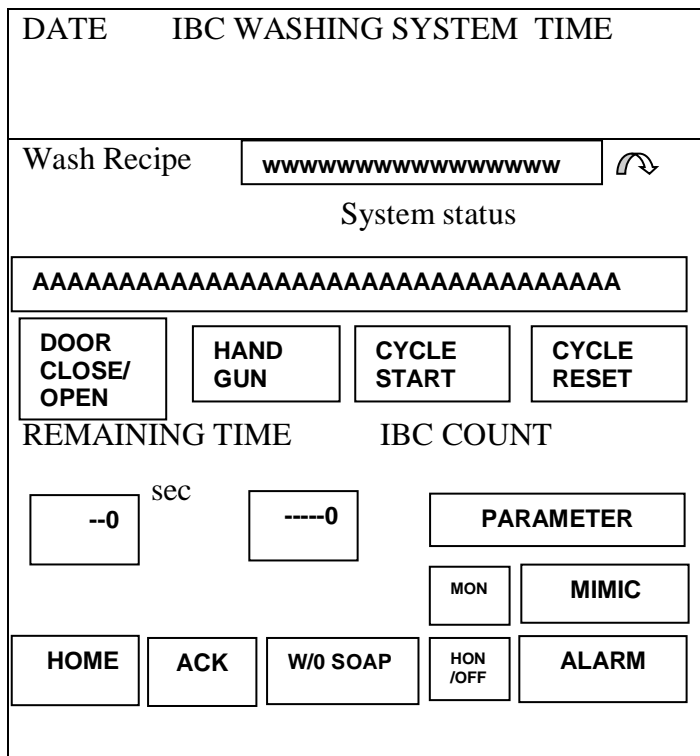 DATE IBC WASHING SYSTEM TIME
Wash Recipe wwwwwwwwwwwwwwww
System status
AAAAAAAAAAAAAAAAAAAAAAAAAAAAAAAAAAA
DOOR CLOSE/ OPEN
HAND GUN
CYCLE START
CYCLE RESET
REMAINING TIME IBC COUNT
--0 sec -----0 PARAMETER
MON MIMIC
HOME ACK W/0 SOAP HON /OFF ALARM